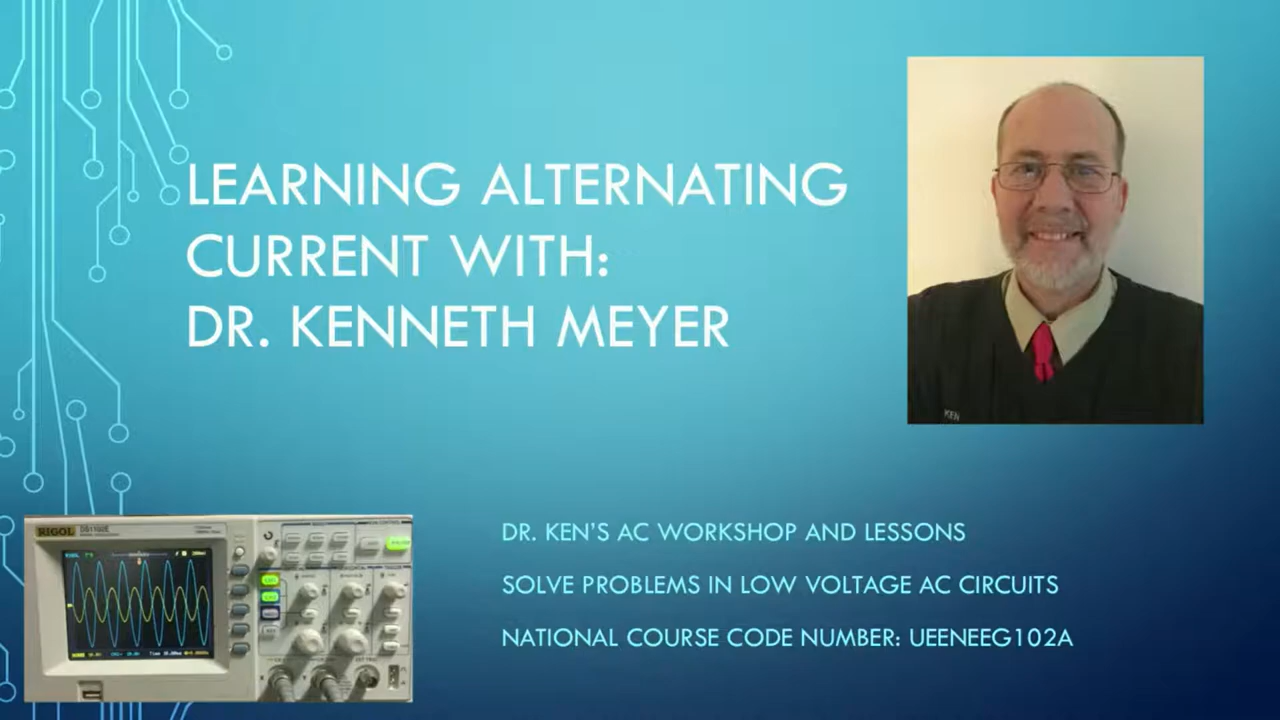 LEARNING ALTERNATING
CURRENT WITH:
DR. KENNETH MEYER
KEN
RIGOL
DR. KEN'S AC WORKSHOP AND LESSONS
SOLVE PROBLEMS IN LOW VOLTAGE AC CIRCUITS
NATIONAL COURSE CODE NUMBER: UEENEEG102A